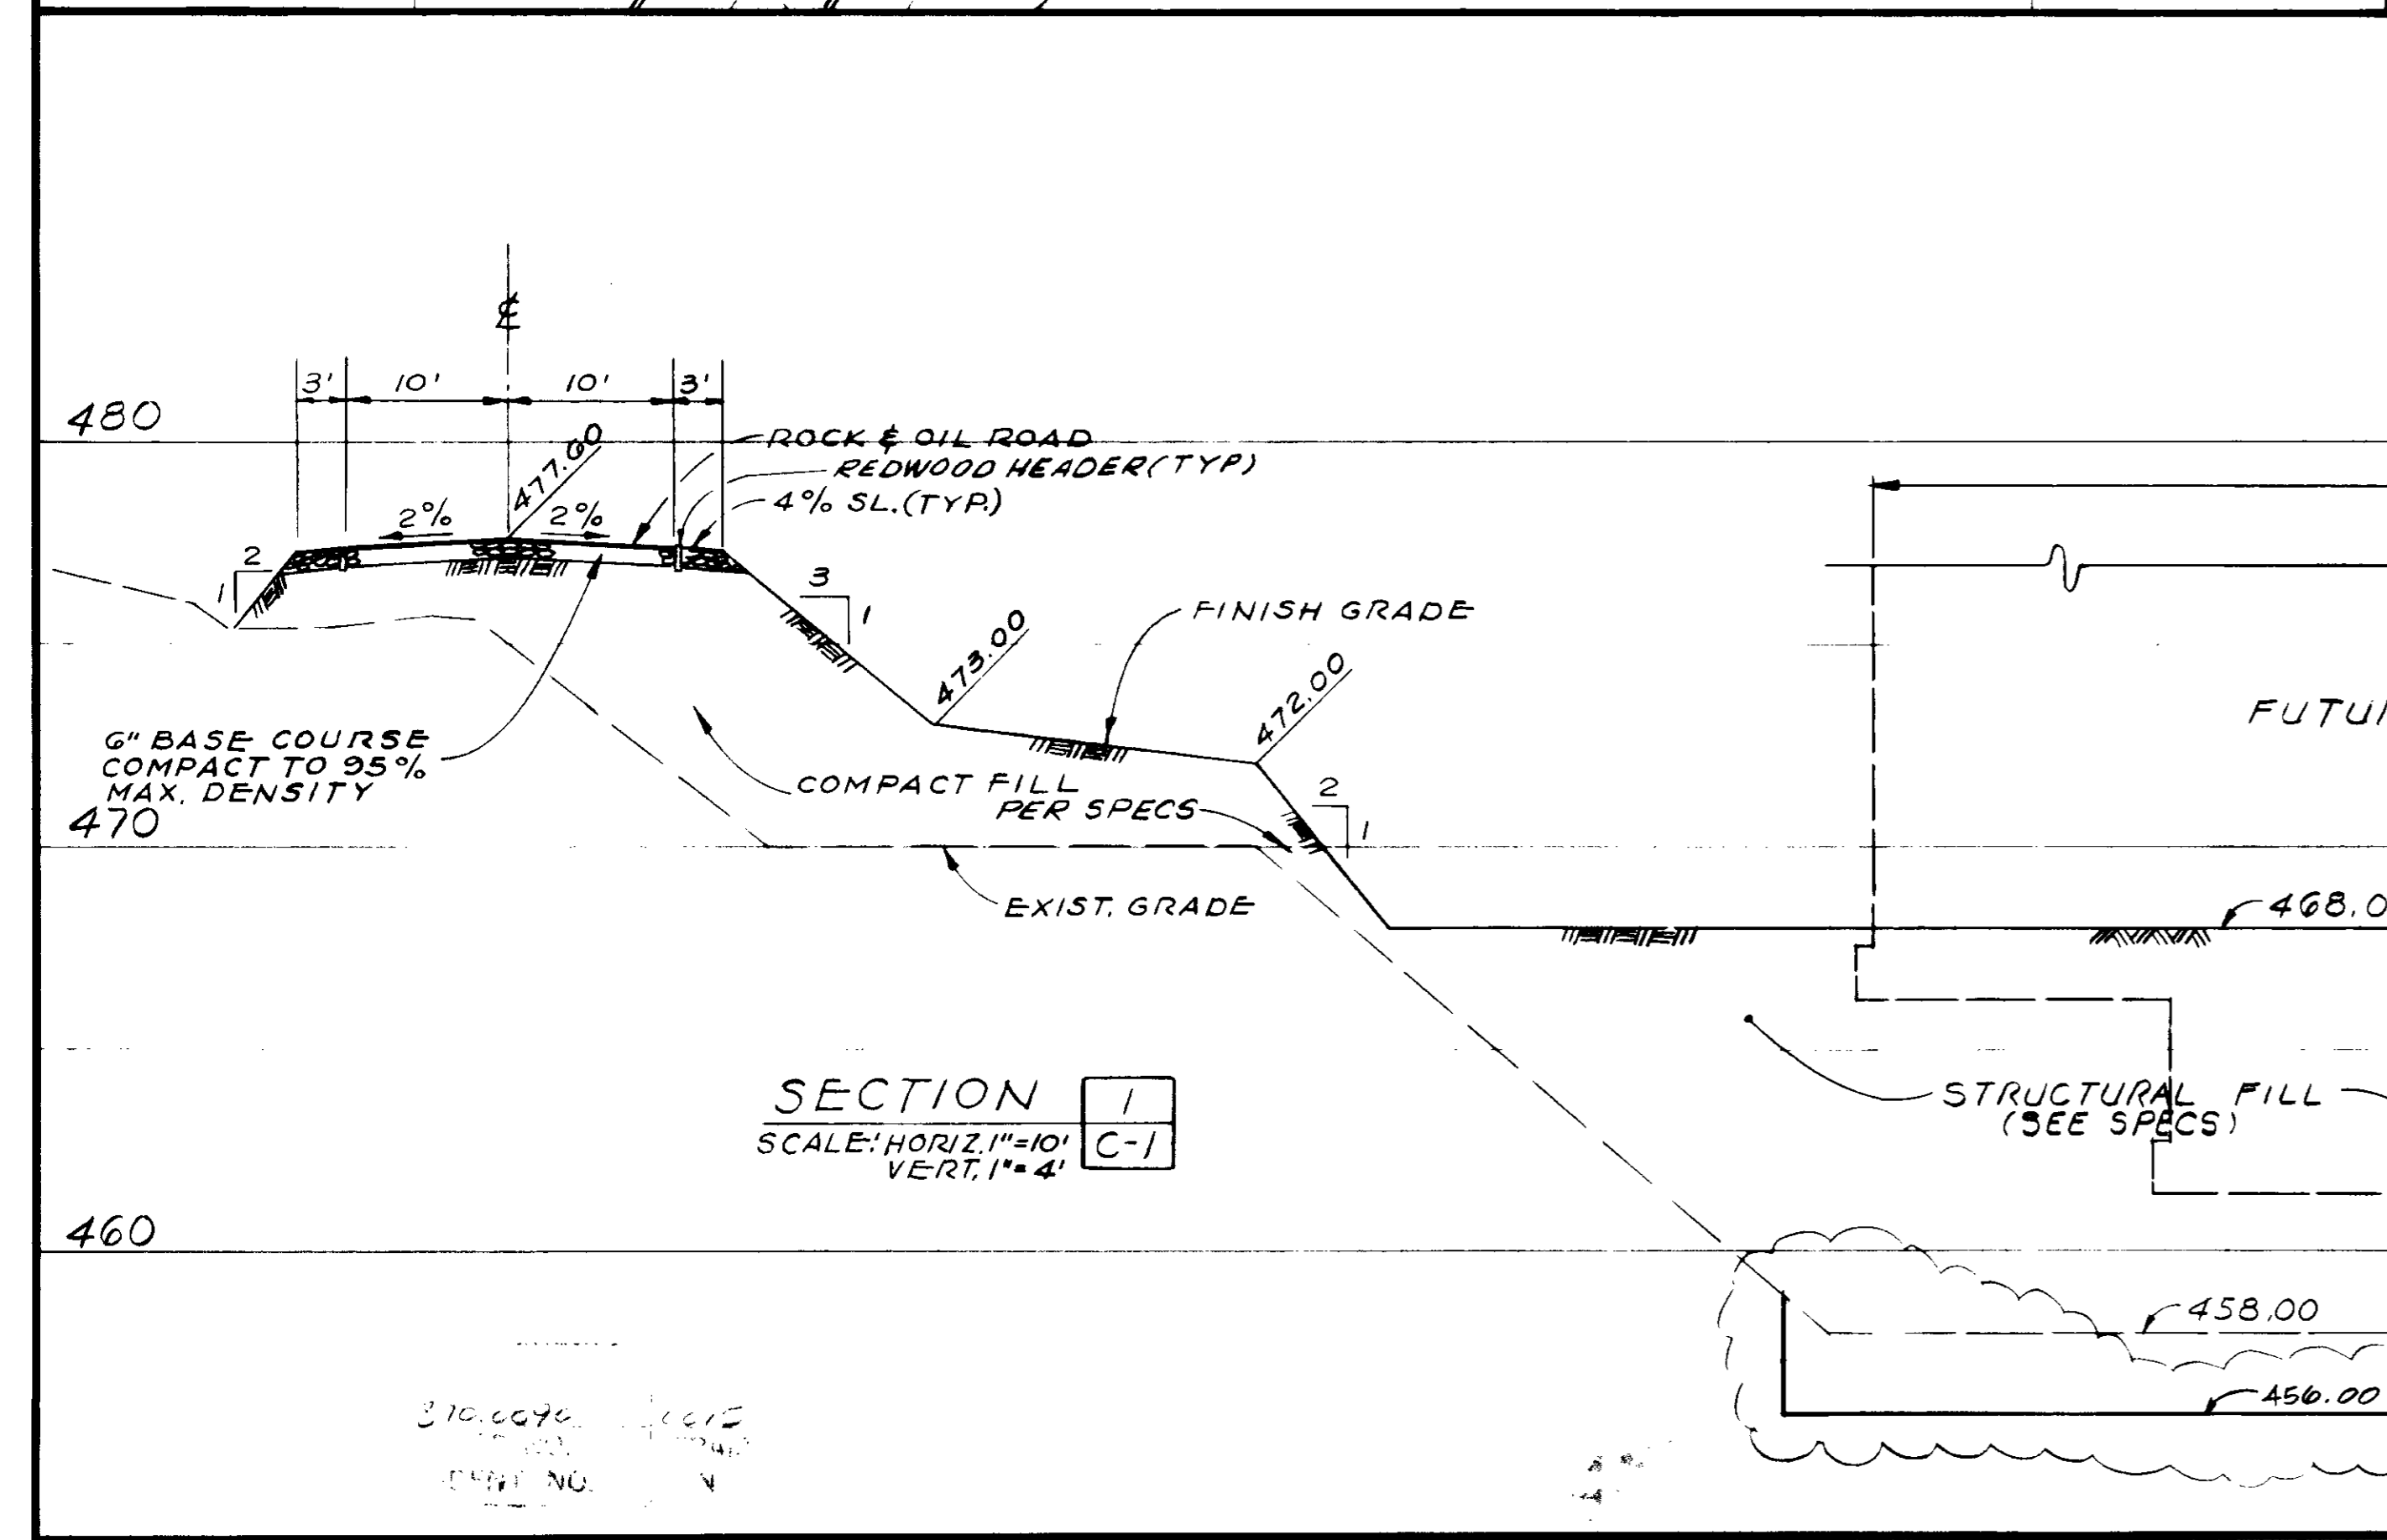 ℄
3' 10' 10' 3'
480
477.60
ROCK & OIL ROAD
REDWOOD HEADER (TYP)
4% SL. (TYP.)
2% 2%
2
1
3
1
FINISH GRADE
473.00
472.00
6" BASE COURSE
COMPACT TO 95%
MAX. DENSITY
COMPACT FILL
PER SPECS
2
1
470
EXIST. GRADE
468.0
SECTION 1
C-1
SCALE: HORIZ. 1"=10'
VERT. 1"=4'
STRUCTURAL FILL
(SEE SPECS)
460
458.00
456.00
NO.